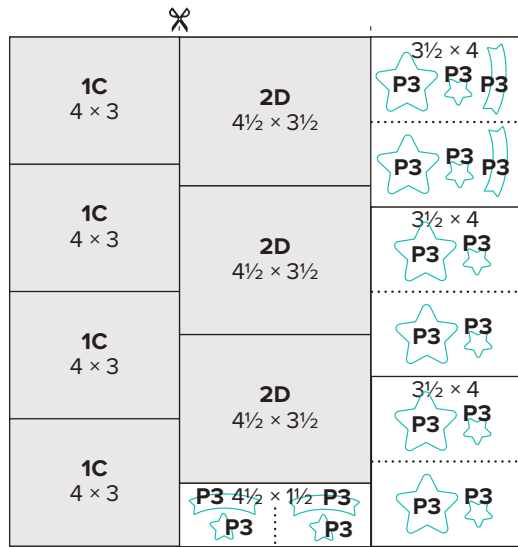 1C
4 × 3
1C
4 × 3
1C
4 × 3
1C
4 × 3
2D
4½ × 3½
2D
4½ × 3½
2D
4½ × 3½
P3 4½ × 1½ P3
P3 P3
3½ × 4
P3 P3 P3
P3 P3 P3
3½ × 4
P3 P3
P3 P3
3½ × 4
P3 P3
P3 P3